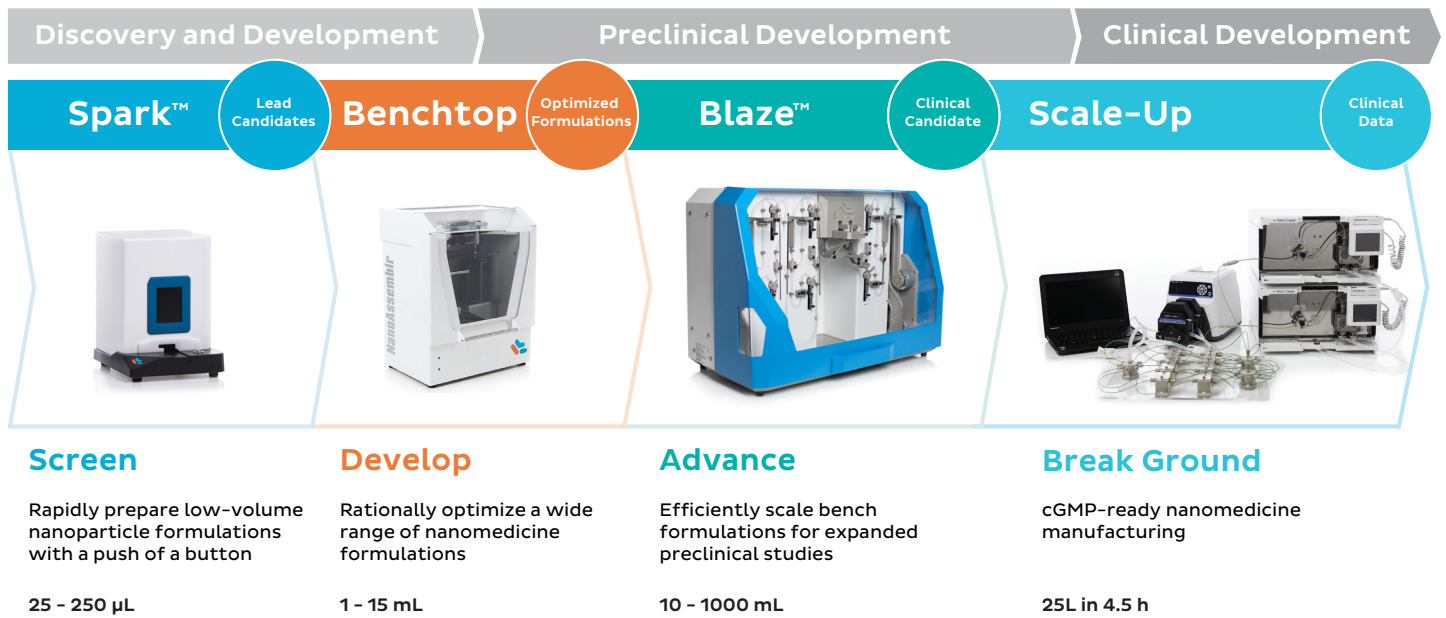 Discovery and Development
Preclinical Development
Clinical Development
Spark™
Lead
Candidates
Benchtop
Optimized
Formulations
Blaze™
Clinical
Candidate
Scale-Up
Clinical
Data
NanoAssemblr
Screen
Rapidly prepare low-volume
nanoparticle formulations
with a push of a button
25 - 250 µL
Develop
Rationally optimize a wide
range of nanomedicine
formulations
1 - 15 mL
Advance
Efficiently scale bench
formulations for expanded
preclinical studies
10 - 1000 mL
Break Ground
cGMP-ready nanomedicine
manufacturing
25L in 4.5 h